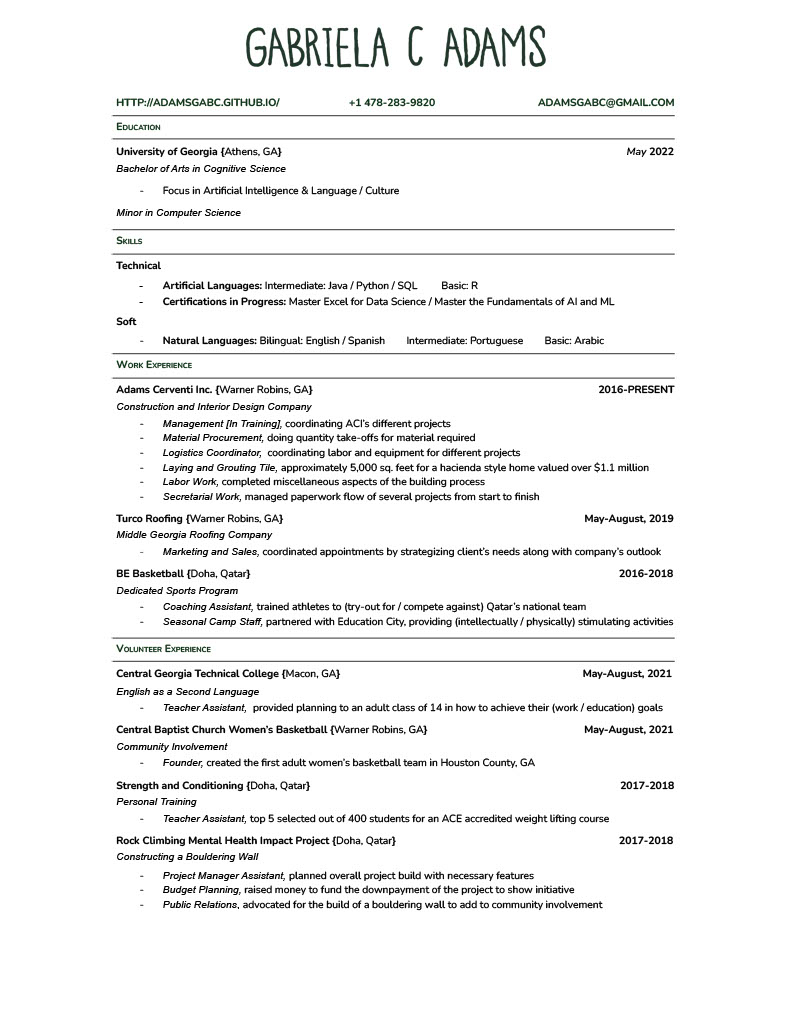 GABRIELA C ADAMS
HTTP://ADAMSGABC.GITHUB.IO/ +1 478-283-9820 ADAMSGABC@GMAIL.COM
Education
University of Georgia {Athens, GA} May 2022
Bachelor of Arts in Cognitive Science
- Focus in Artificial Intelligence & Language / Culture
Minor in Computer Science
Skills
Technical
- Artificial Languages: Intermediate: Java / Python / SQL Basic: R
- Certifications in Progress: Master Excel for Data Science / Master the Fundamentals of AI and ML
Soft
- Natural Languages: Bilingual: English / Spanish Intermediate: Portuguese Basic: Arabic
Work Experience
Adams Cerventi Inc. {Warner Robins, GA} 2016-PRESENT
Construction and Interior Design Company
- Management [In Training], coordinating ACI's different projects
- Material Procurement, doing quantity take-offs for material required
- Logistics Coordinator, coordinating labor and equipment for different projects
- Laying and Grouting Tile, approximately 5,000 sq. feet for a hacienda style home valued over $1.1 million
- Labor Work, completed miscellaneous aspects of the building process
- Secretarial Work, managed paperwork flow of several projects from start to finish
Turco Roofing {Warner Robins, GA} May-August, 2019
Middle Georgia Roofing Company
- Marketing and Sales, coordinated appointments by strategizing client's needs along with company's outlook
BE Basketball {Doha, Qatar} 2016-2018
Dedicated Sports Program
- Coaching Assistant, trained athletes to (try-out for / compete against) Qatar's national team
- Seasonal Camp Staff, partnered with Education City, providing (intellectually / physically) stimulating activities
Volunteer Experience
Central Georgia Technical College {Macon, GA} May-August, 2021
English as a Second Language
- Teacher Assistant, provided planning to an adult class of 14 in how to achieve their (work / education) goals
Central Baptist Church Women's Basketball {Warner Robins, GA} May-August, 2021
Community Involvement
- Founder, created the first adult women's basketball team in Houston County, GA
Strength and Conditioning {Doha, Qatar} 2017-2018
Personal Training
- Teacher Assistant, top 5 selected out of 400 students for an ACE accredited weight lifting course
Rock Climbing Mental Health Impact Project {Doha, Qatar} 2017-2018
Constructing a Bouldering Wall
- Project Manager Assistant, planned overall project build with necessary features
- Budget Planning, raised money to fund the downpayment of the project to show initiative
- Public Relations, advocated for the build of a bouldering wall to add to community involvement